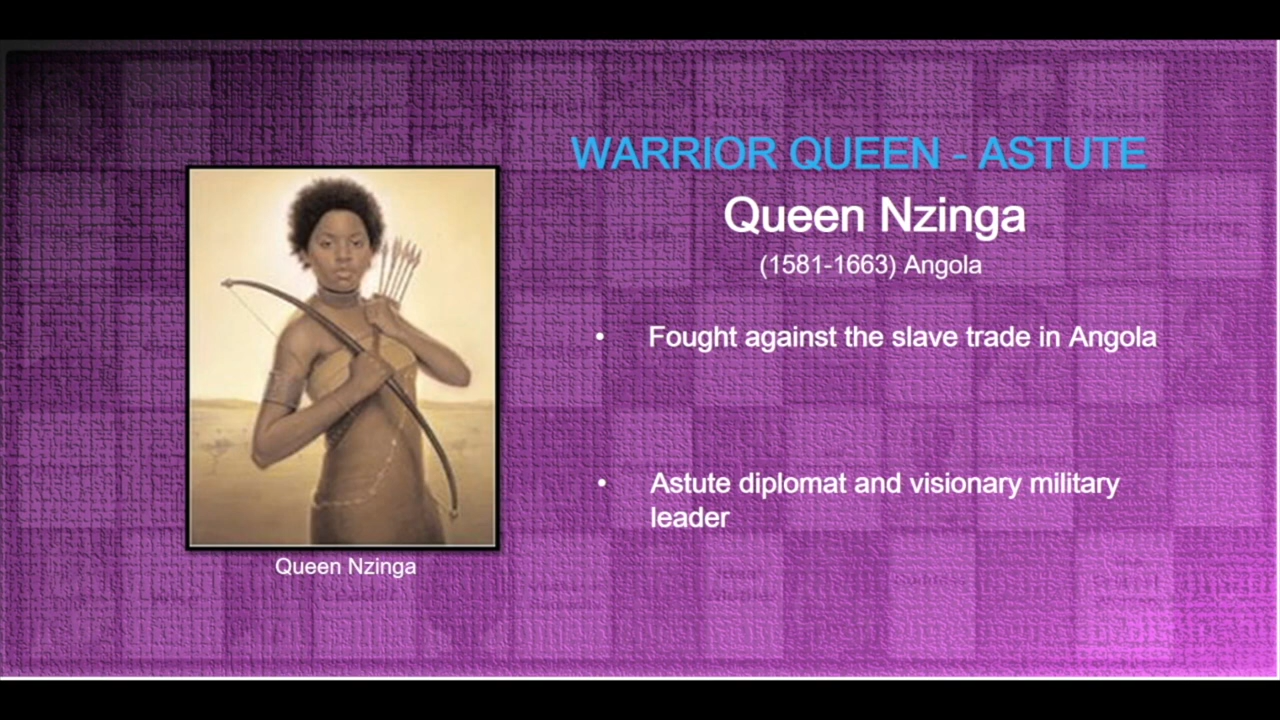 WARRIOR QUEEN - ASTUTE
Queen Nzinga
(1581-1663) Angola
• Fought against the slave trade in Angola
• Astute diplomat and visionary military
leader
Queen Nzinga